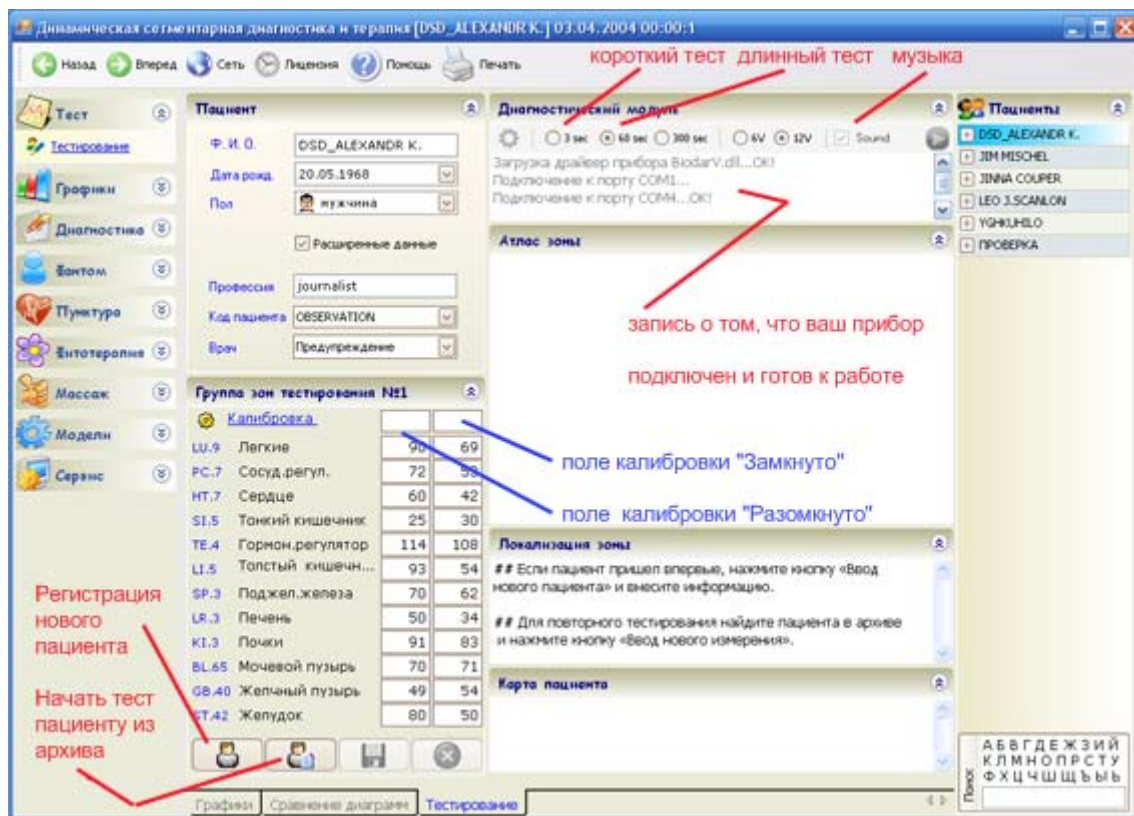 Динамическая сегментарная диагностика и терапия [DSD_ALEXANDR K.] 03.04.2004 00:00:1
Назад Вперед Сеть Лицензия Помощь Печать
короткий тест длинный тест музыка
Тест
Тестирование
Графики
Диагностика
Фантом
Пунктура
Фитотерапия
Массаж
Модели
Сервис
Регистрация
нового
пациента
Начать тест
пациенту из
архива
Пациент
Ф. И. О. DSD_ALEXANDR K.
Дата рожд. 20.05.1968
Пол мужчина
Расширенные данные
Профессия journalist
Код пациента OBSERVATION
Врач Предупреждение
Группа зон тестирования №1
Калибровка
LU.9 Легкие 90 69
PC.7 Сосуд.регул. 72
HT.7 Сердце 60 42
SI.5 Тонкий кишечник 25 30
TE.4 Гормон.регулятор 114 108
LI.5 Толстый кишечн... 93 54
SP.3 Поджел.железа 70 62
LR.3 Печень 50 34
KI.3 Почки 91 83
BL.65 Мочевой пузырь 70 71
GB.40 Желчный пузырь 49 54
ST.42 Желудок 80 50
Графики Сравнение диаграмм Тестирование
Диагностический модуль
3 sec 60 sec 300 sec 6V 12V Sound
Загрузка драйвер прибора BiodarV.dll...OK!
Подключение к порту COM1...
Подключение к порту COM4...OK!
Атлас зоны
запись о том, что ваш прибор
подключен и готов к работе
поле калибровки "Замкнуто"
поле калибровки "Разомкнуто"
Локализация зоны
## Если пациент пришел впервые, нажмите кнопку «Ввод
нового пациента» и внесите информацию.
## Для повторного тестирования найдите пациента в архиве
и нажмите кнопку «Ввод нового измерения».
Карта пациента
Пациенты
DSD_ALEXANDR K.
JIM MISCHEL
JINNA COUPER
LEO J.SCANLON
YGHKUHILO
ПРОВЕРКА
Поиск
А Б В Г Д Е Ж З И Й
К Л М Н О П Р С Т У
Ф Х Ц Ч Ш Щ Ъ Ы Ь